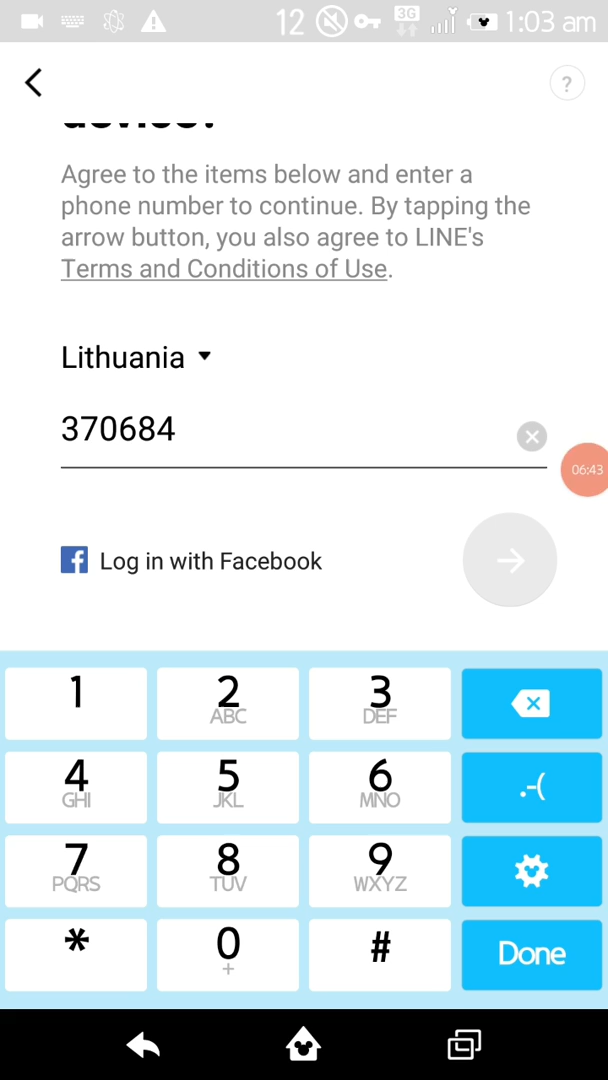 12 3G 1:03 am
?
device?
Agree to the items below and enter a
phone number to continue. By tapping the
arrow button, you also agree to LINE's
Terms and Conditions of Use.
Lithuania
370684
06:43
f Log in with Facebook
1 2 3
ABC DEF
4 5 6 .-(
GHI JKL MNO
7 8 9
PQRS TUV WXYZ
* 0 # Done
+